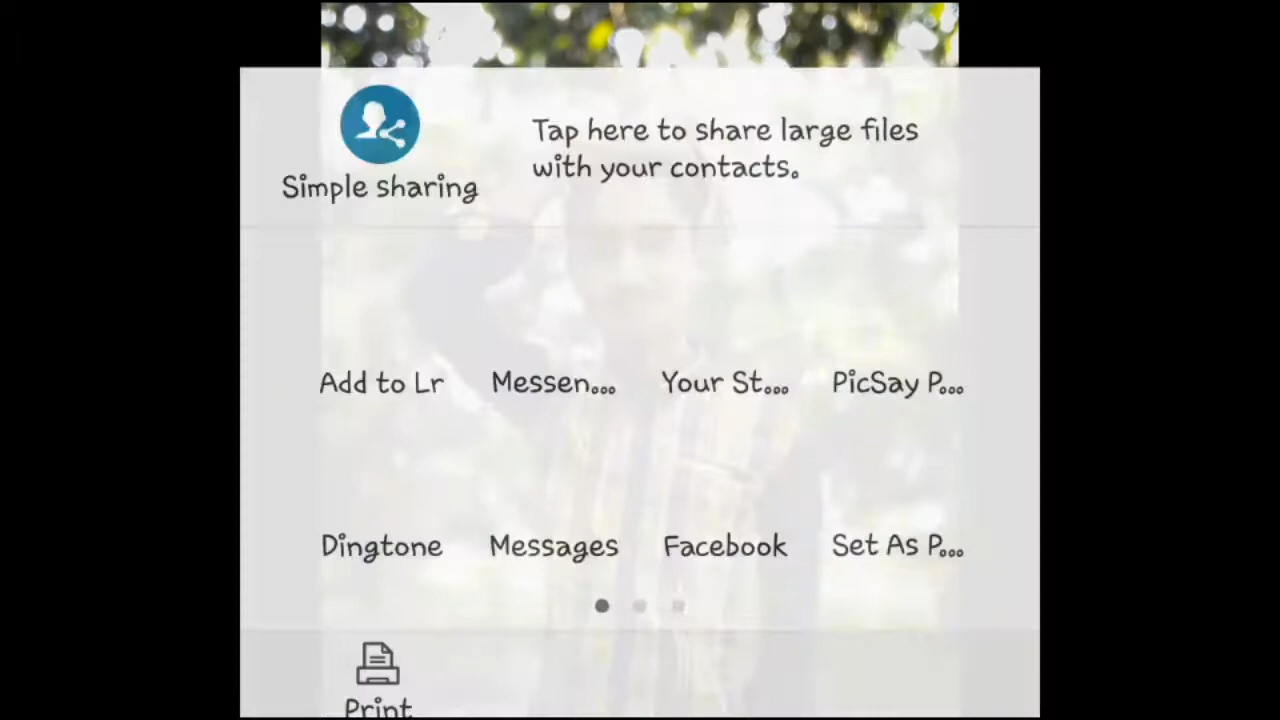 Tap here to share large files
with your contacts.
Simple sharing
Add to Lr Messen... Your St... PicSay P...
Dingtone Messages Facebook Set As P...
Print